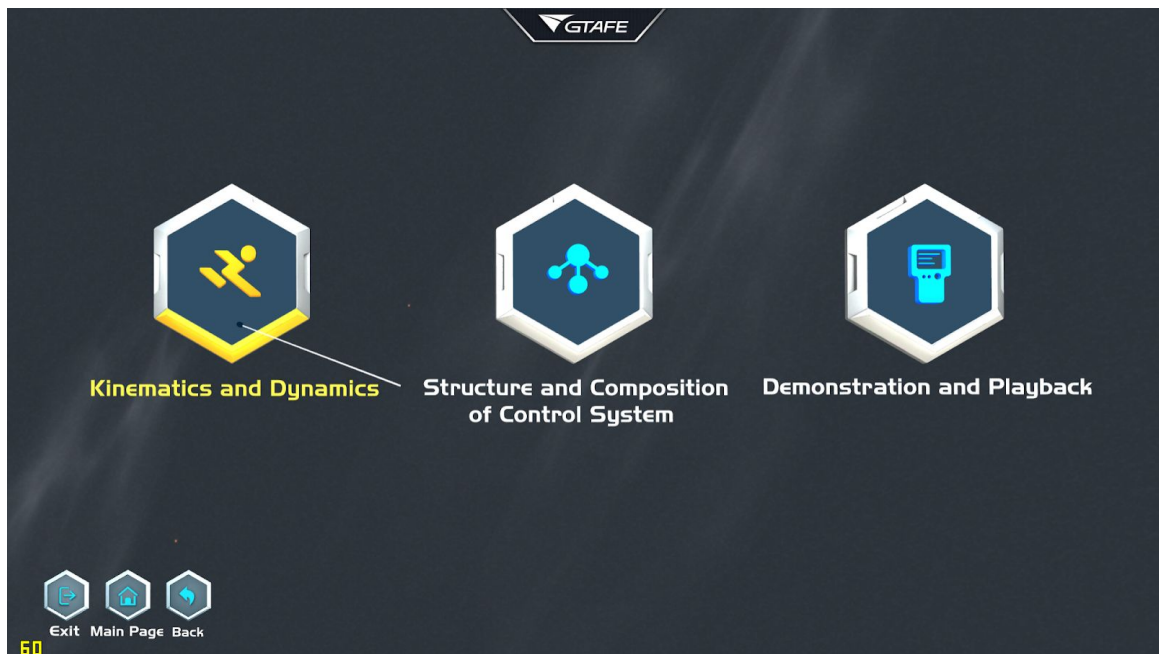 GTAFE
Kinematics and Dynamics
Structure and Composition
of Control System
Demonstration and Playback
Exit
Main Page
Back
60